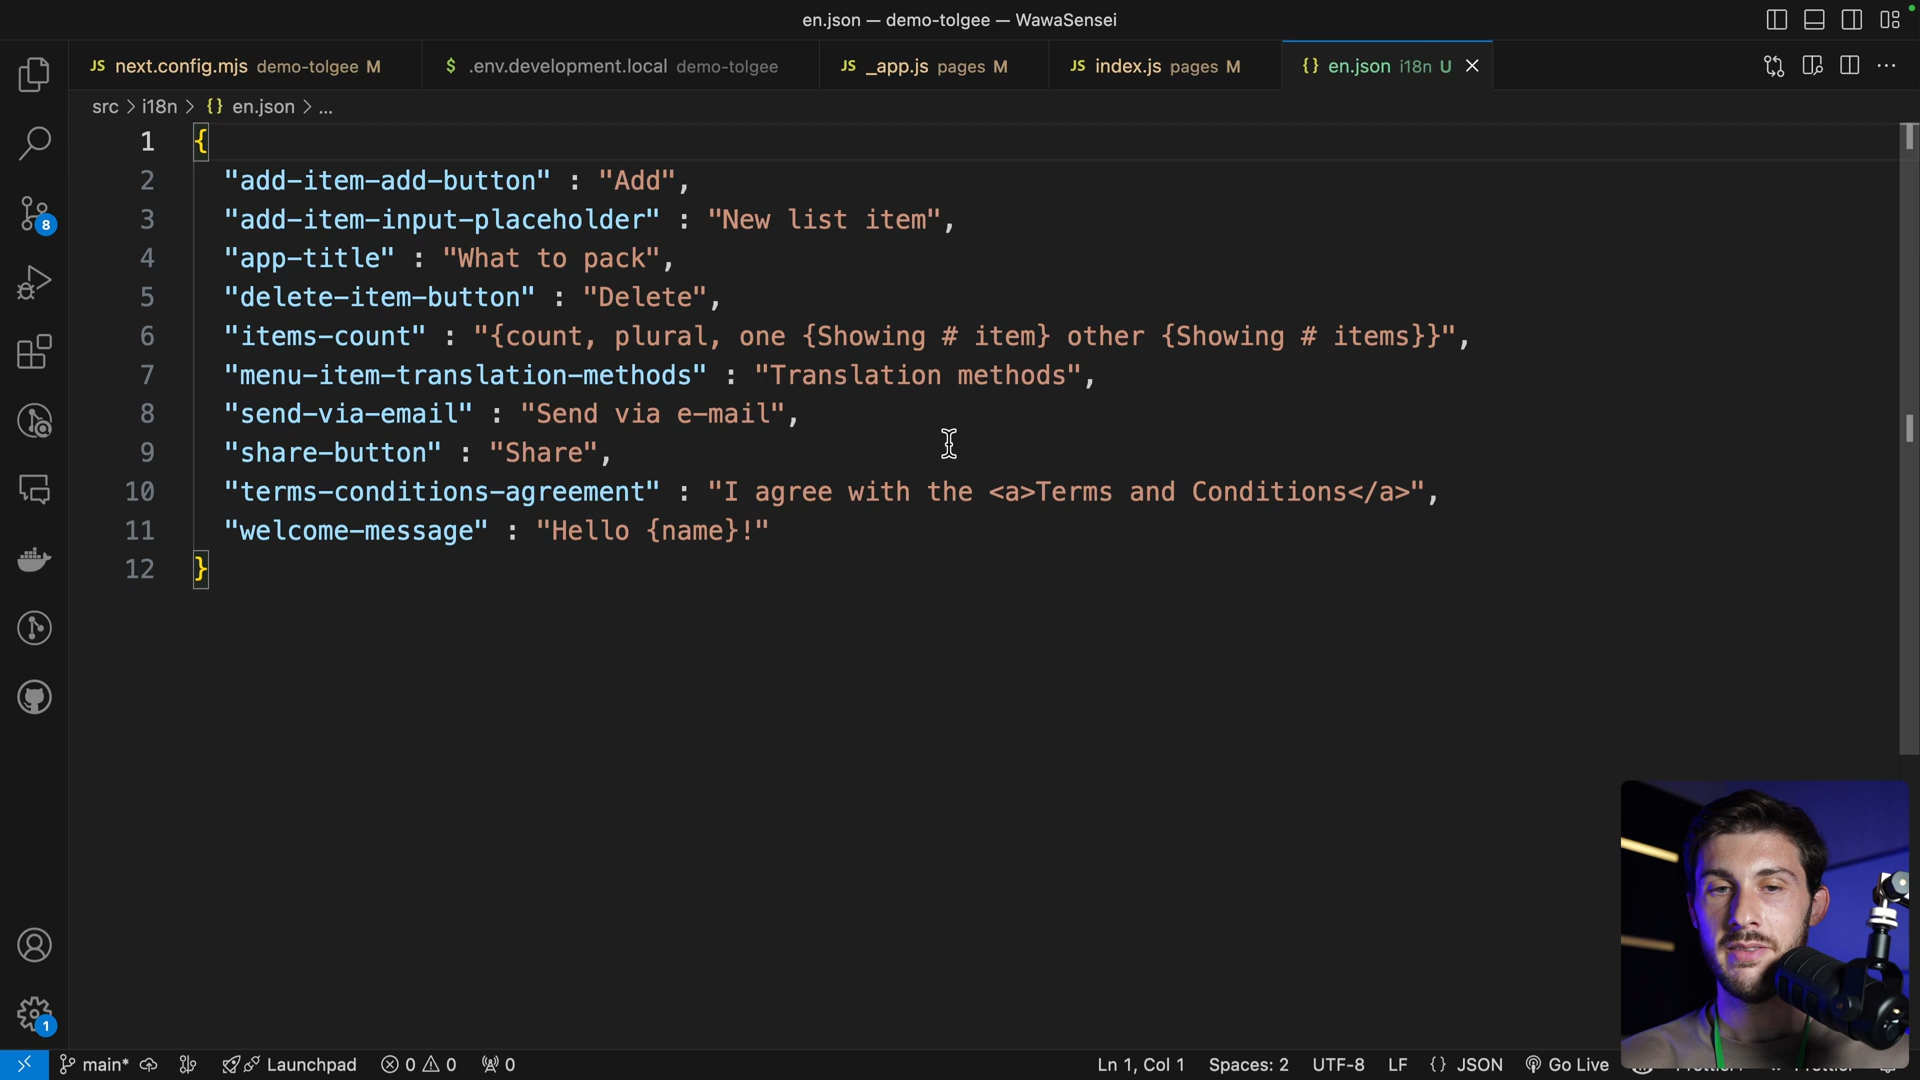 en.json — demo-tolgee — WawaSensei
JS next.config.mjs demo-tolgee M
$ .env.development.local demo-tolgee
JS _app.js pages M
JS index.js pages M
{} en.json i18n U
src > i18n > {} en.json > ...
1 {
2 "add-item-add-button" : "Add",
3 "add-item-input-placeholder" : "New list item",
4 "app-title" : "What to pack",
5 "delete-item-button" : "Delete",
6 "items-count" : "{count, plural, one {Showing # item} other {Showing # items}}",
7 "menu-item-translation-methods" : "Translation methods",
8 "send-via-email" : "Send via e-mail",
9 "share-button" : "Share",
10 "terms-conditions-agreement" : "I agree with the <a>Terms and Conditions</a>",
11 "welcome-message" : "Hello {name}!"
12 }
8
1
main* Launchpad 0 0 0 Ln 1, Col 1 Spaces: 2 UTF-8 LF {} JSON Go Live